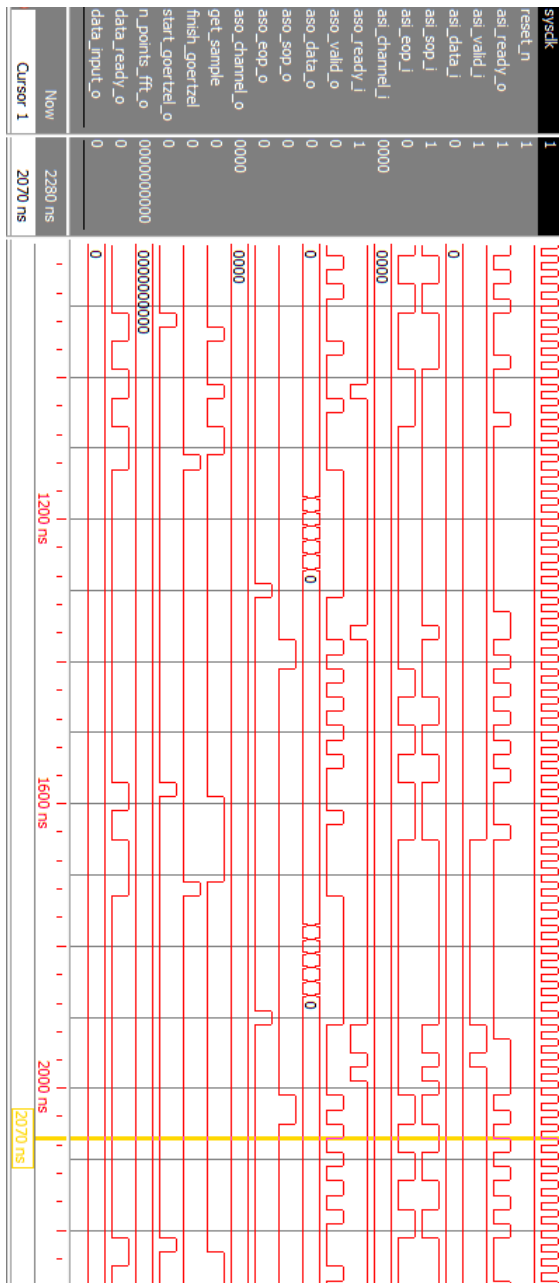 sysclk 1
reset_n 1
asi_ready_o 1
asi_valid_i 1
asi_data_i 0 0
asi_sop_i 1
asi_eop_i 0
asi_channel_i 0000 0000
aso_ready_i 1
aso_valid_o 0
aso_data_o 0 0 0 0
aso_sop_o 0
aso_eop_o 0
aso_channel_o 0000 0000
get_sample 0
finish_goertzel 0
start_goertzel_o 0
n_points_fft_o 00000000000 00000000000
data_ready_o 0
data_input_o 0 0
Now 2280 ns 1200 ns 1600 ns 2000 ns
Cursor 1 2070 ns 2070 ns